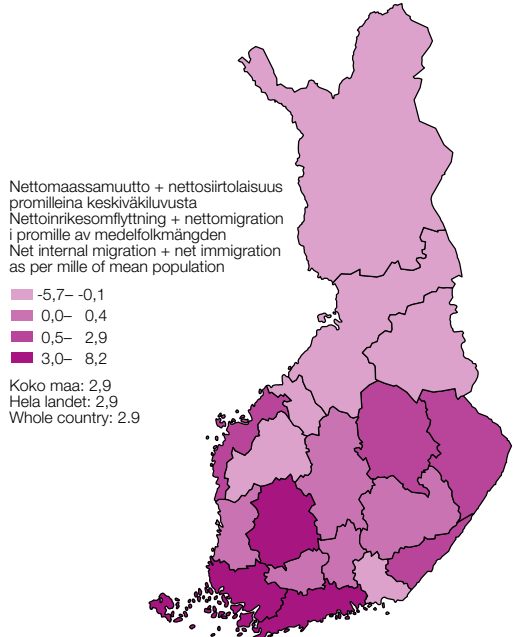 Nettomaassamuutto + nettosiirtolaisuus
promilleina keskiväkiluvusta
Nettoinrikesomflyttning + nettomigration
i promille av medelfolkmängden
Net internal migration + net immigration
as per mille of mean population
-5,7– -0,1
0,0– 0,4
0,5– 2,9
3,0– 8,2
Koko maa: 2,9
Hela landet: 2,9
Whole country: 2.9